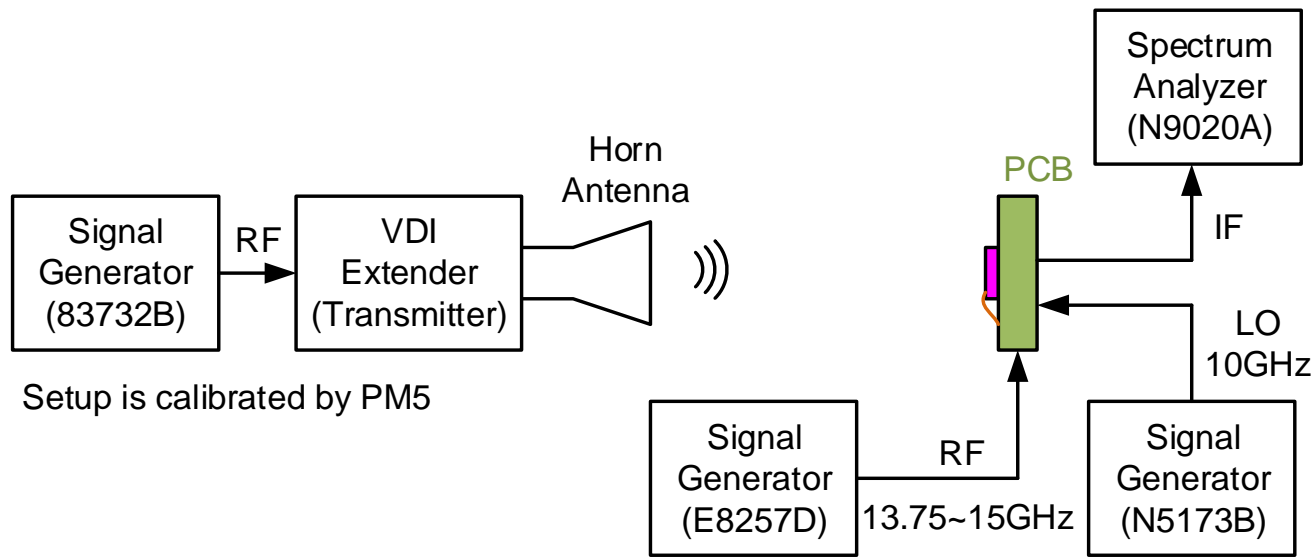 Spectrum
Analyzer
(N9020A)
Horn
Antenna
PCB
Signal
Generator
(83732B)
RF
VDI
Extender
(Transmitter)
IF
LO
10GHz
Setup is calibrated by PM5
Signal
Generator
(E8257D)
RF
13.75~15GHz
Signal
Generator
(N5173B)